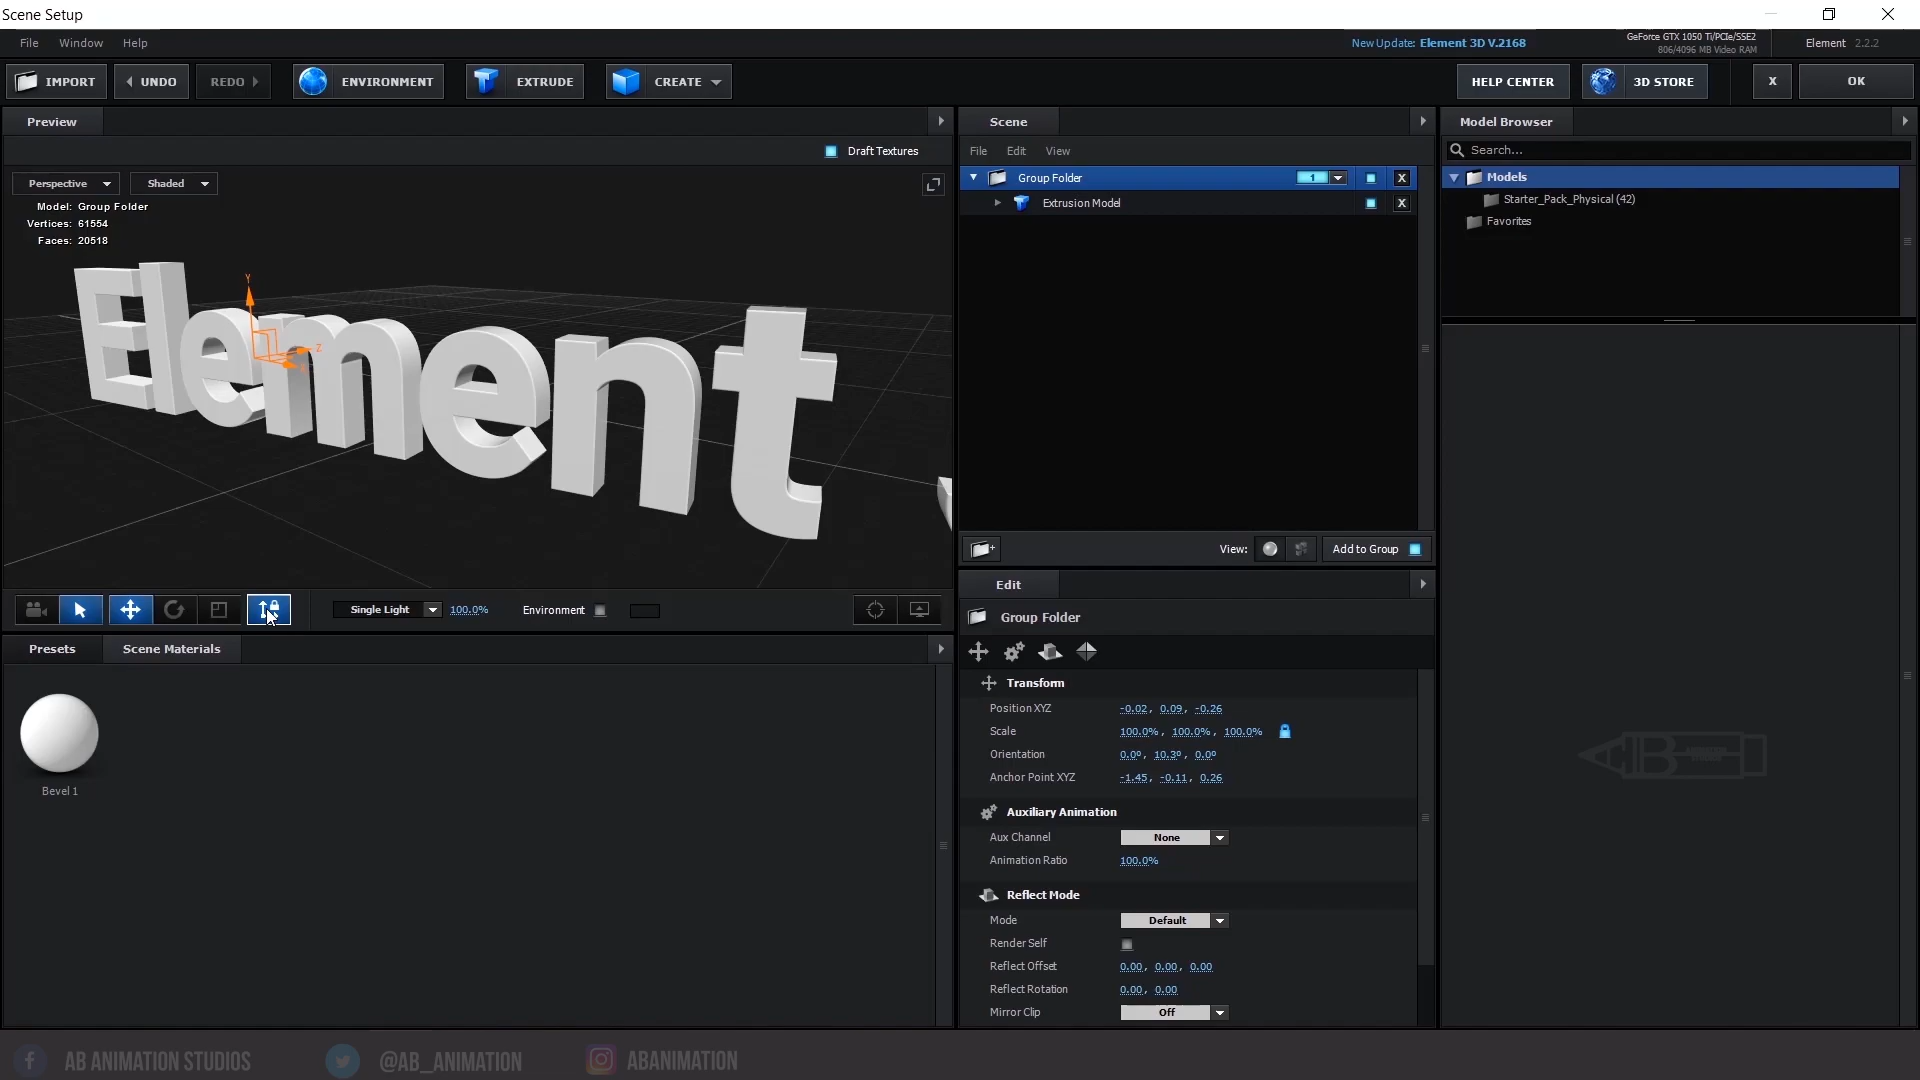 Scene Setup
File Window Help
New Update: Element 3D V.2168
GeForce GTX 1050 Ti/PCIe/SSE2
806/4096 MB Video RAM
Element 2.2.2
IMPORT UNDO REDO ENVIRONMENT EXTRUDE CREATE HELP CENTER 3D STORE X OK
Preview
Draft Textures
Perspective Shaded
Model: Group Folder
Vertices: 61554
Faces: 20518
Y
Z
Element
Single Light 100.0% Environment
Presets Scene Materials
Bevel 1
Scene
File Edit View
Group Folder 1 X
Extrusion Model X
View: Add to Group
Edit
Group Folder
Transform
Position XYZ -0.02, 0.09, -0.26
Scale 100.0%, 100.0%, 100.0%
Orientation 0.0º, 10.3º, 0.0º
Anchor Point XYZ -1.45, -0.11, 0.26
Auxiliary Animation
Aux Channel None
Animation Ratio 100.0%
Reflect Mode
Mode Default
Render Self
Reflect Offset 0.00, 0.00, 0.00
Reflect Rotation 0.00, 0.00
Mirror Clip Off
Model Browser
Search...
Models
Starter_Pack_Physical (42)
Favorites
AB
AB ANIMATION STUDIOS @AB_ANIMATION ABANIMATION